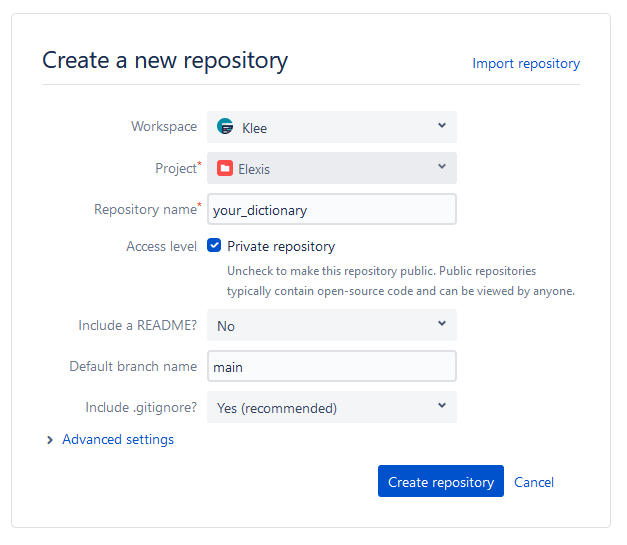 Create a new repository
Import repository
Workspace
Klee
Project*
Elexis
Repository name*
your_dictionary
Access level
Private repository
Uncheck to make this repository public. Public repositories
typically contain open-source code and can be viewed by anyone.
Include a README?
No
Default branch name
main
Include .gitignore?
Yes (recommended)
Advanced settings
Create repository
Cancel